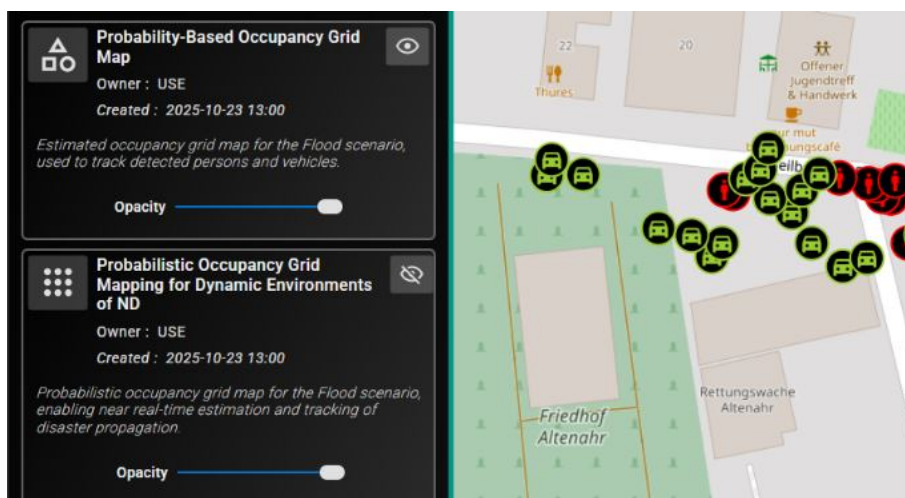 Probability-Based Occupancy Grid
Map
Owner : USE
Created : 2025-10-23 13:00
Estimated occupancy grid map for the Flood scenario,
used to track detected persons and vehicles.
Opacity
Probabilistic Occupancy Grid
Mapping for Dynamic Environments
of ND
Owner : USE
Created : 2025-10-23 13:00
Probabilistic occupancy grid map for the Flood scenario,
enabling near real-time estimation and tracking of
disaster propagation.
Opacity
22
20
Thures
Offener
Jugendtreff
& Handwerk
mut
Friedhof
Altenahr
Rettungswache
Altenahr